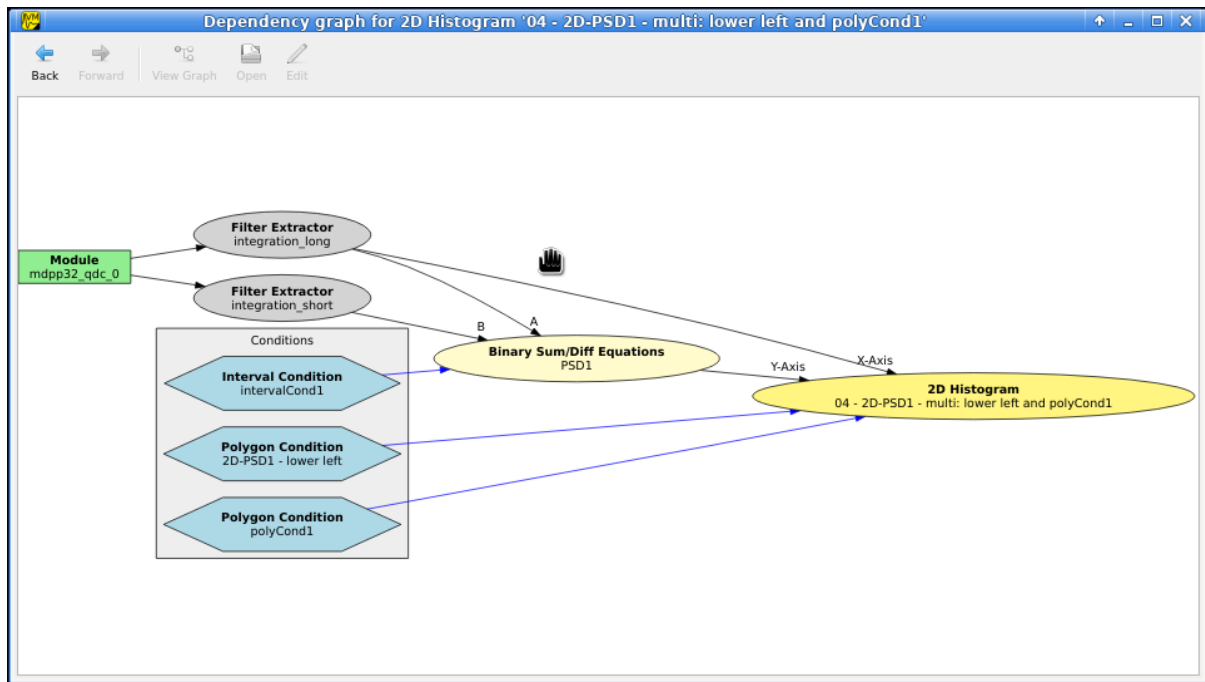 Dependency graph for 2D Histogram '04 - 2D-PSD1 - multi: lower left and polyCond1'
Back
Forward
View Graph
Open
Edit
Filter Extractor
integration_long
Module
mdpp32_qdc_0
Filter Extractor
integration_short
B
A
Conditions
Binary Sum/Diff Equations
PSD1
Y-Axis
X-Axis
Interval Condition
intervalCond1
2D Histogram
04 - 2D-PSD1 - multi: lower left and polyCond1
Polygon Condition
2D-PSD1 - lower left
Polygon Condition
polyCond1